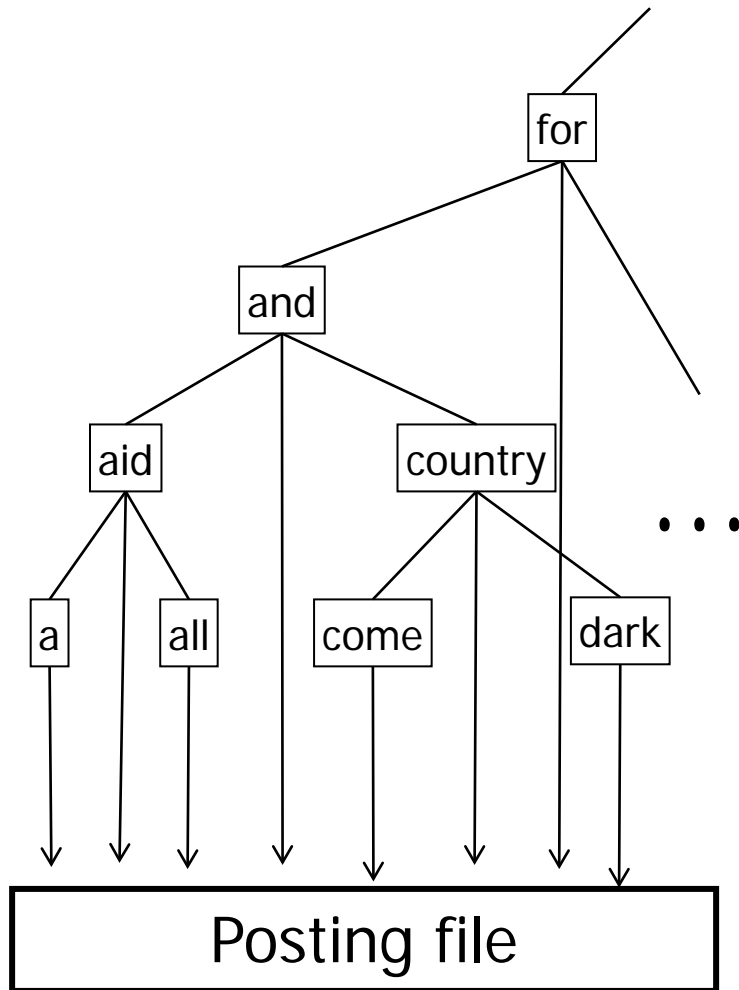 for
and
aid country
a all come dark
. . .
Posting file